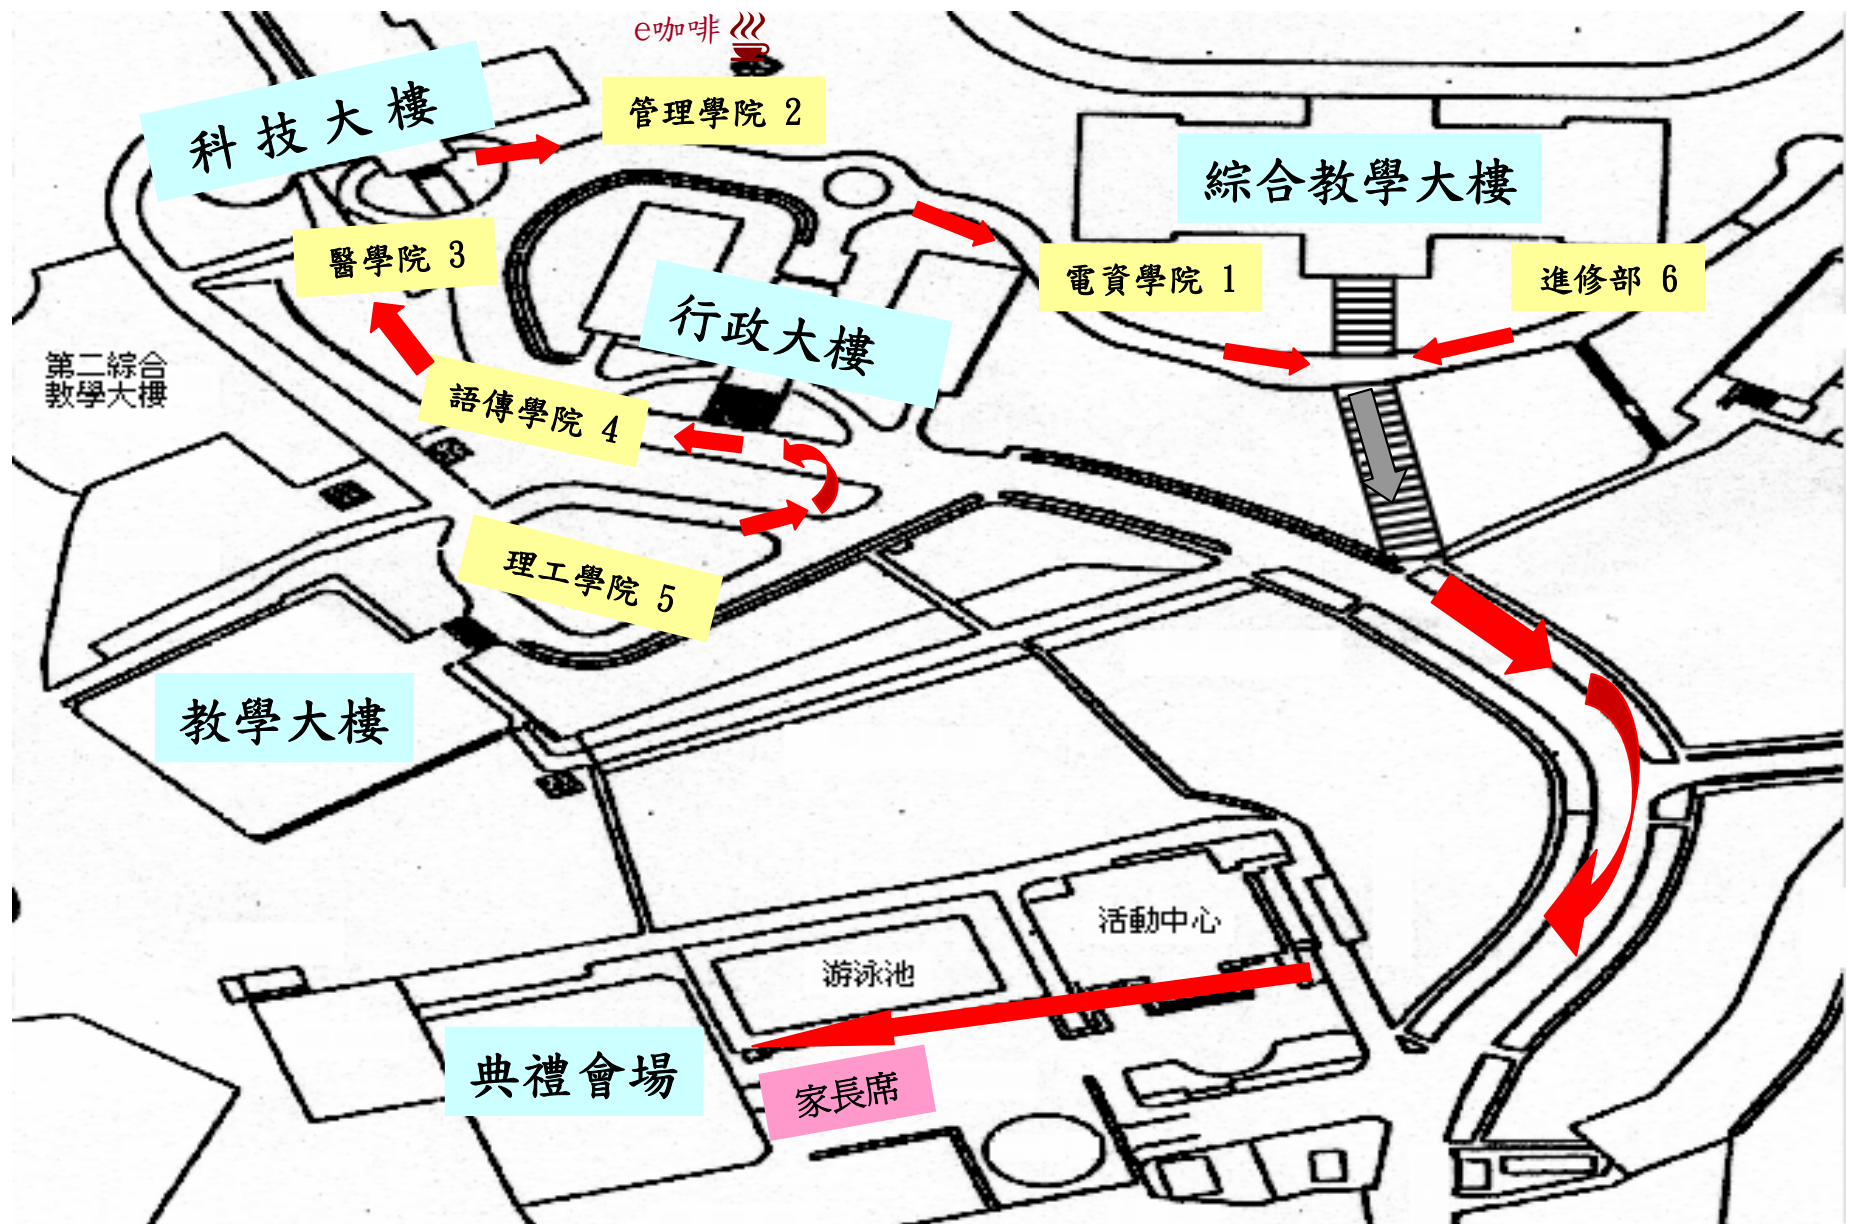 e咖啡
管理學院 2
科技大樓
綜合教學大樓
醫學院 3
電資學院 1
進修部 6
行政大樓
第二綜合
教學大樓
語傳學院 4
理工學院 5
教學大樓
活動中心
游泳池
典禮會場
家長席